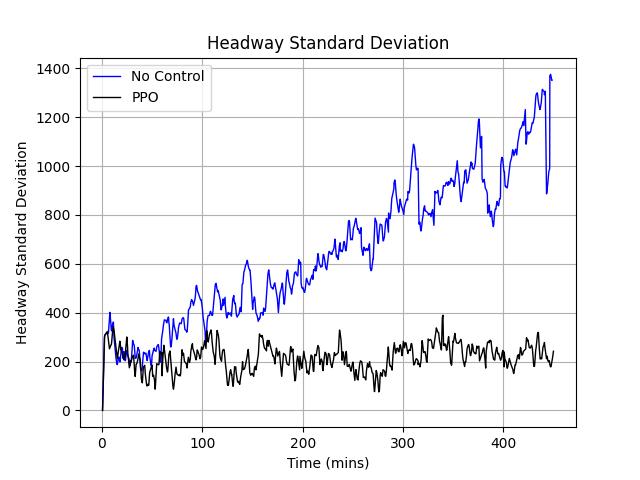 Headway Standard Deviation
No Control
PPO
Headway Standard Deviation
1400
1200
1000
800
600
400
200
0
0 100 200 300 400
Time (mins)